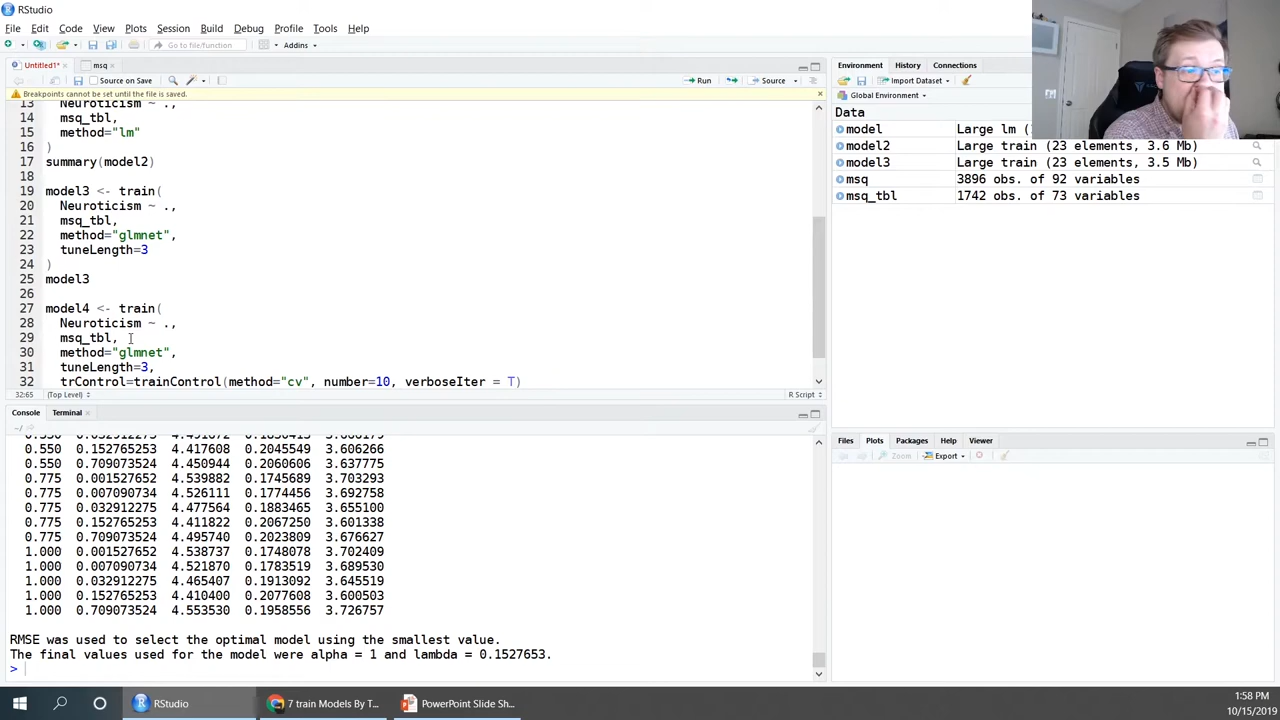 RStudio
File Edit Code View Plots Session Build Debug Profile Tools Help
Go to file/function Addins
Untitled1* msq
Source on Save Run Source
Breakpoints cannot be set until the file is saved.
13 Neuroticism ~ .,
14 msq_tbl,
15 method="lm"
16 )
17 summary(model2)
18
19 model3 <- train(
20 Neuroticism ~ .,
21 msq_tbl,
22 method="glmnet",
23 tuneLength=3
24 )
25 model3
26
27 model4 <- train(
28 Neuroticism ~ .,
29 msq_tbl,
30 method="glmnet",
31 tuneLength=3,
32 trControl=trainControl(method="cv", number=10, verboseIter = T)
32:65 (Top Level) R Script
Console Terminal
~/
0.550 0.152765253 4.417608 0.2045549 3.606266
0.550 0.709073524 4.450944 0.2060606 3.637775
0.775 0.001527652 4.539882 0.1745689 3.703293
0.775 0.007090734 4.526111 0.1774456 3.692758
0.775 0.032912275 4.477564 0.1883465 3.655100
0.775 0.152765253 4.411822 0.2067250 3.601338
0.775 0.709073524 4.495740 0.2023809 3.676627
1.000 0.001527652 4.538737 0.1748078 3.702409
1.000 0.007090734 4.521870 0.1783519 3.689530
1.000 0.032912275 4.465407 0.1913092 3.645519
1.000 0.152765253 4.410400 0.2077608 3.600503
1.000 0.709073524 4.553530 0.1958556 3.726757
RMSE was used to select the optimal model using the smallest value.
The final values used for the model were alpha = 1 and lambda = 0.1527653.
>
Environment History Connections
Import Dataset
Global Environment
Data
model Large lm (
model2 Large train (23 elements, 3.6 Mb)
model3 Large train (23 elements, 3.5 Mb)
msq 3896 obs. of 92 variables
msq_tbl 1742 obs. of 73 variables
Files Plots Packages Help Viewer
Zoom Export
RStudio 7 train Models By T... PowerPoint Slide Sh...
1:58 PM
10/15/2019